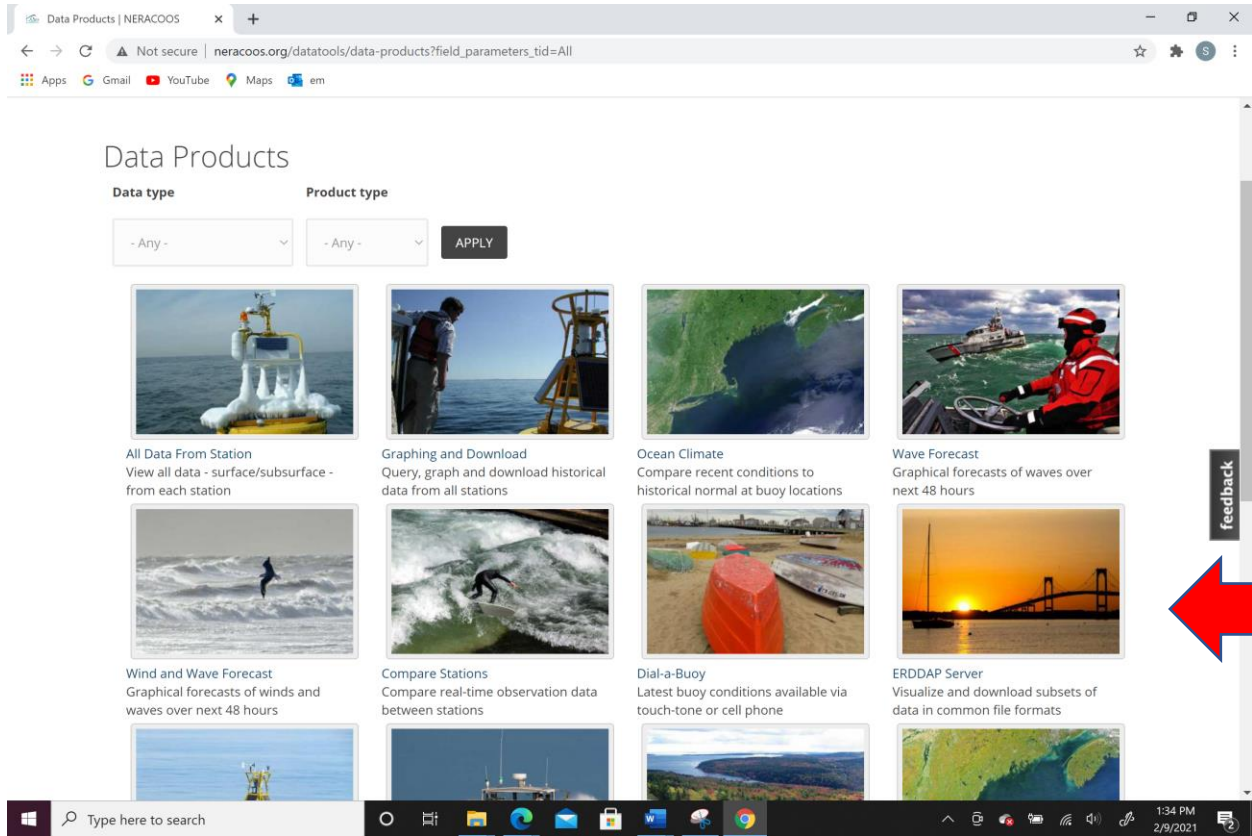 Data Products | NERACOOS
Not secure | neracoos.org/datatools/data-products?field_parameters_tid=All
S
Apps Gmail YouTube Maps em
Data Products
Data type Product type
- Any - - Any - APPLY
All Data From Station
View all data - surface/subsurface -
from each station
Graphing and Download
Query, graph and download historical
data from all stations
Ocean Climate
Compare recent conditions to
historical normal at buoy locations
Wave Forecast
Graphical forecasts of waves over
next 48 hours
feedback
Wind and Wave Forecast
Graphical forecasts of winds and
waves over next 48 hours
Compare Stations
Compare real-time observation data
between stations
Dial-a-Buoy
Latest buoy conditions available via
touch-tone or cell phone
ERDDAP Server
Visualize and download subsets of
data in common file formats
Type here to search
1:34 PM
2/9/2021
2